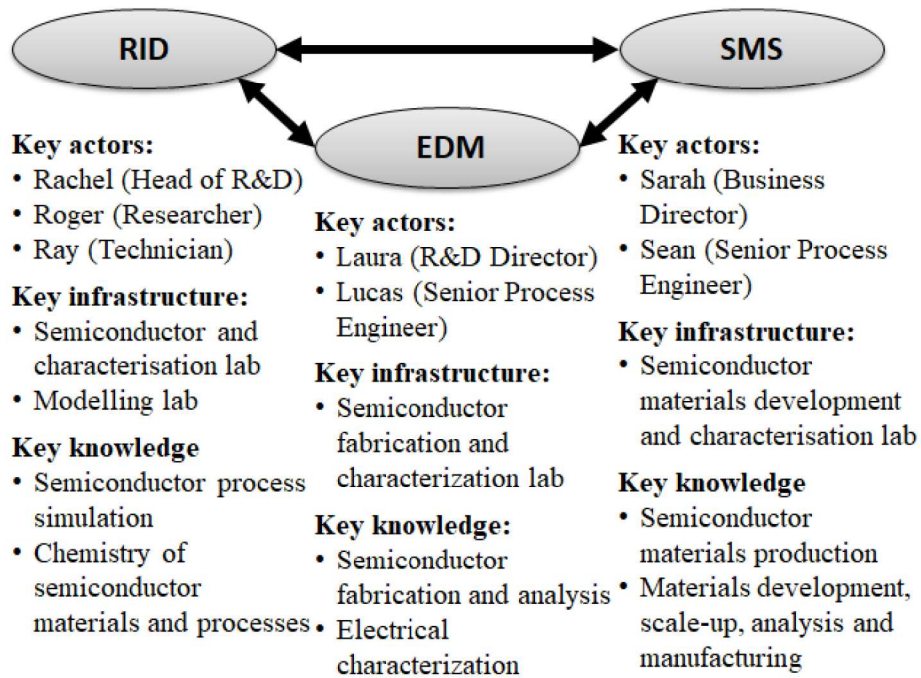 RID
SMS
EDM
Key actors:
• Rachel (Head of R&D)
• Roger (Researcher)
• Ray (Technician)
Key infrastructure:
• Semiconductor and
characterisation lab
• Modelling lab
Key knowledge
• Semiconductor process
simulation
• Chemistry of
semiconductor
materials and processes
Key actors:
• Laura (R&D Director)
• Lucas (Senior Process
Engineer)
Key infrastructure:
• Semiconductor
fabrication and
characterization lab
Key knowledge:
• Semiconductor
fabrication and analysis
• Electrical
characterization
Key actors:
• Sarah (Business
Director)
• Sean (Senior Process
Engineer)
Key infrastructure:
• Semiconductor
materials development
and characterisation lab
Key knowledge
• Semiconductor
materials production
• Materials development,
scale-up, analysis and
manufacturing